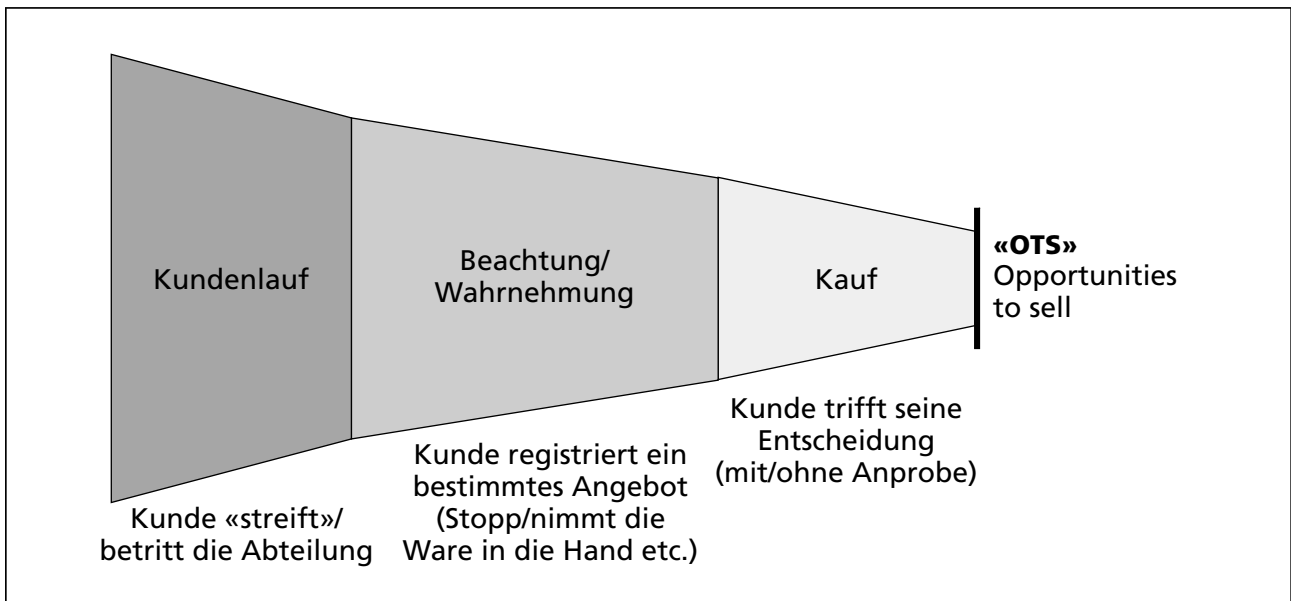 Kundenlauf
Beachtung/
Wahrnehmung
Kauf
«OTS»
Opportunities
to sell
Kunde «streift»/
betritt die Abteilung
Kunde registriert ein
bestimmtes Angebot
(Stopp/nimmt die
Ware in die Hand etc.)
Kunde trifft seine
Entscheidung
(mit/ohne Anprobe)